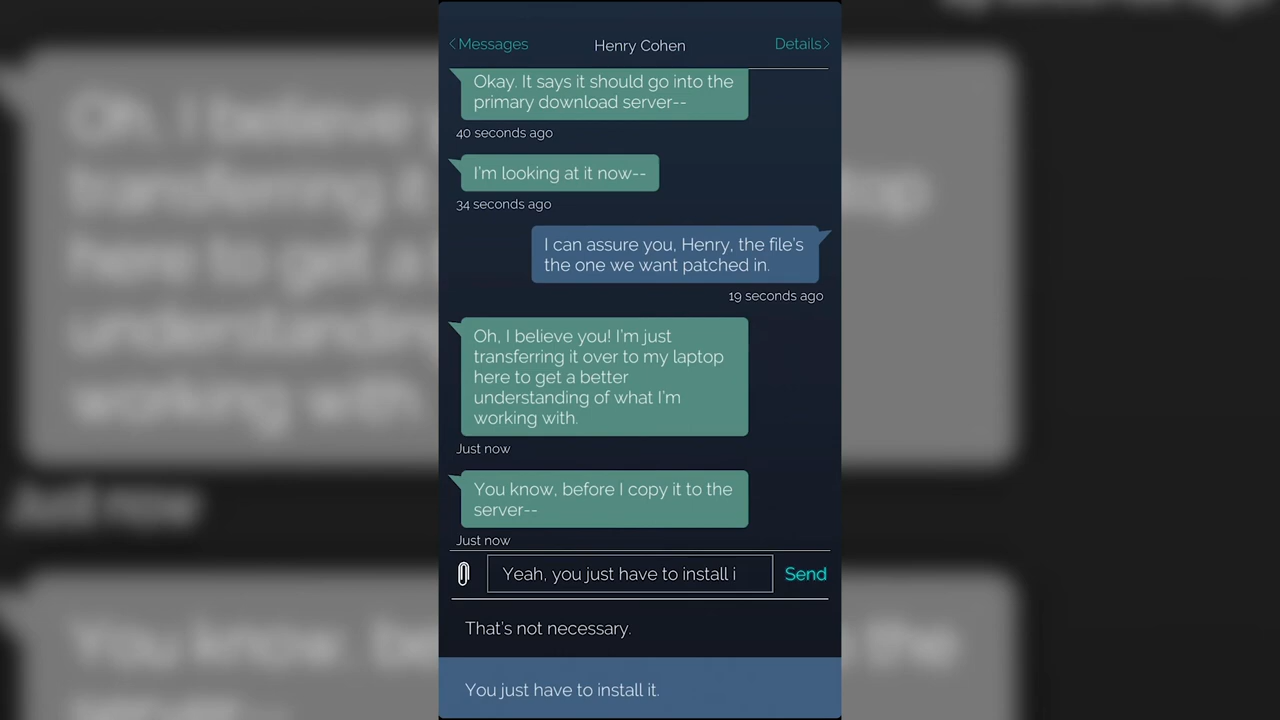 Messages
Henry Cohen
Details
Okay. It says it should go into the
primary download server--
40 seconds ago
I'm looking at it now--
34 seconds ago
I can assure you, Henry, the file's
the one we want patched in.
19 seconds ago
Oh, I believe you! I'm just
transferring it over to my laptop
here to get a better
understanding of what I'm
working with.
Just now
You know, before I copy it to the
server--
Just now
Yeah, you just have to install i
Send
That's not necessary.
You just have to install it.